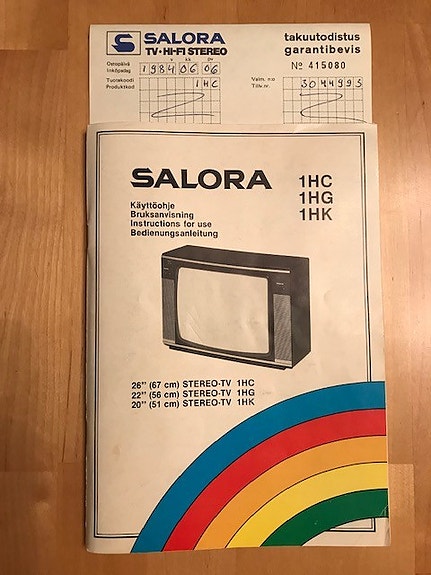 SALORA
TV·HI-FI STEREO
takuutodistus
garantibevis
Nº 415080
v kk pv
Ostopäivä
Inköpsdag
1984 06 06
Tuotekoodi
Produktkod
1HC
Valm. n:o
Tillv.nr.
3044993
SALORA
1HC
1HG
1HK
Käyttöohje
Bruksanvisning
Instructions for use
Bedienungsanleitung
26" (67 cm) STEREO-TV 1HC
22" (56 cm) STEREO-TV 1HG
20" (51 cm) STEREO-TV 1HK